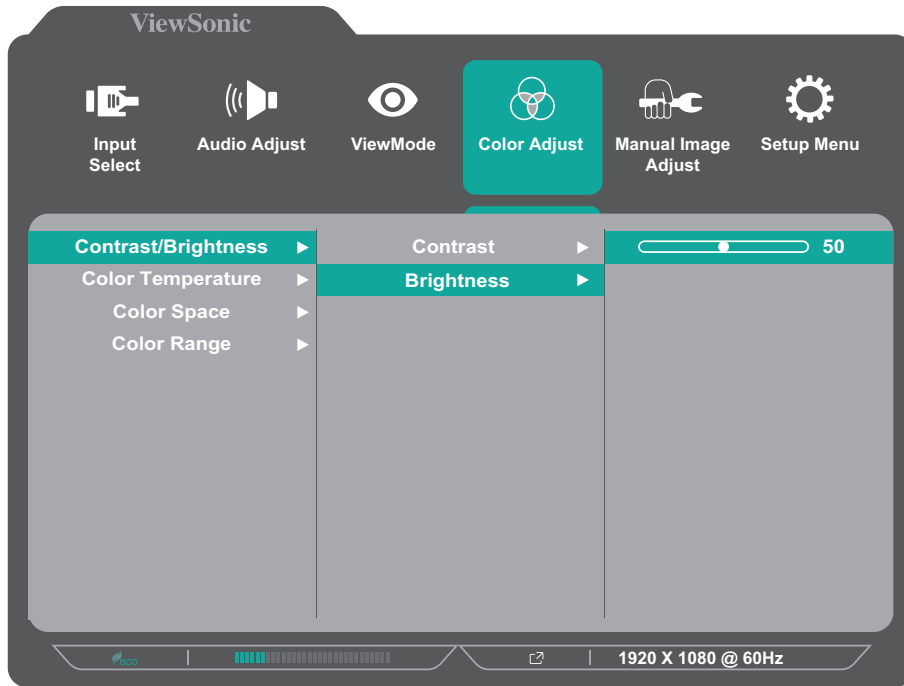 ViewSonic
Input Select
Audio Adjust
ViewMode
Color Adjust
Manual Image Adjust
Setup Menu
Contrast/Brightness
Contrast
50
Color Temperature
Brightness
Color Space
Color Range
eco
1920 X 1080 @ 60Hz